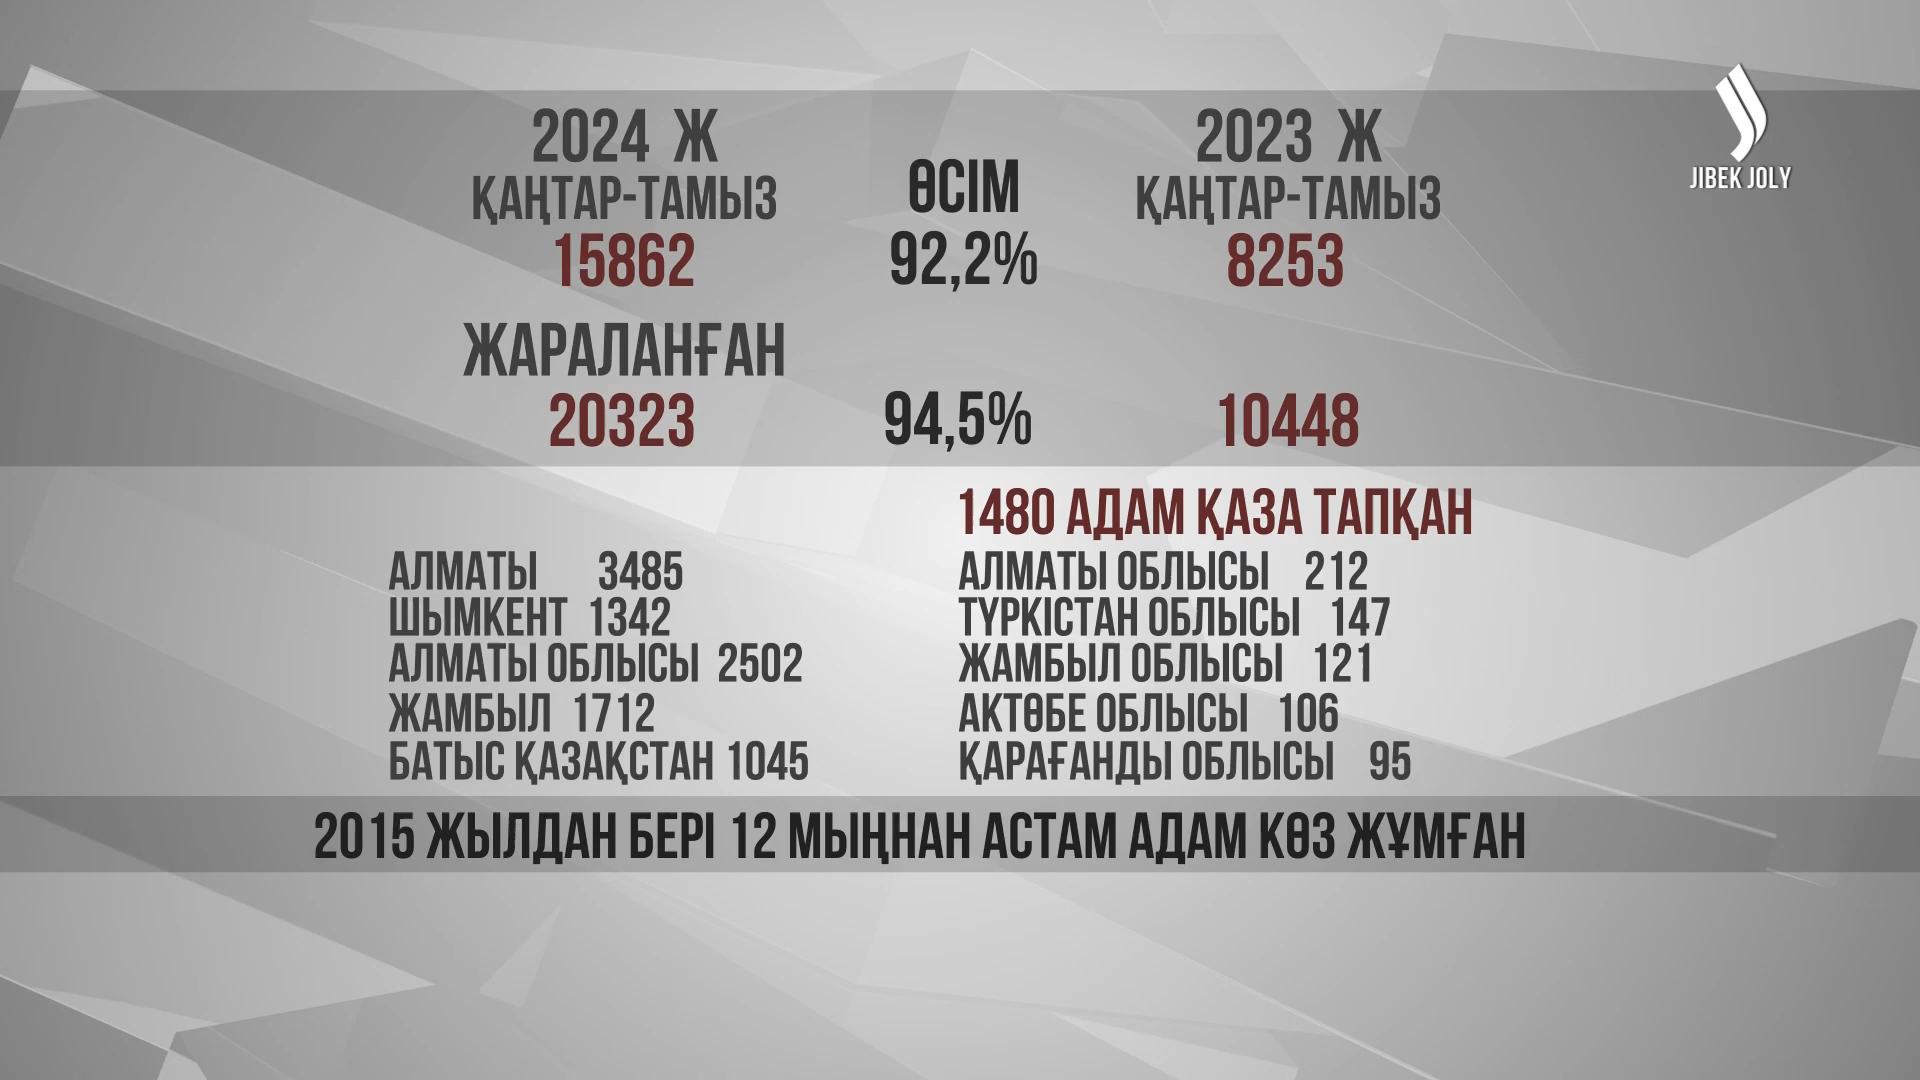 2024 Ж
ҚАҢТАР-ТАМЫЗ
15862
ӨСІМ
92,2%
2023 Ж
ҚАҢТАР-ТАМЫЗ
8253
JIBEK JOLY
ЖАРАЛАНҒАН
20323
94,5%
10448
1480 АДАМ ҚАЗА ТАПҚАН
АЛМАТЫ 3485
ШЫМКЕНТ 1342
АЛМАТЫ ОБЛЫСЫ 2502
ЖАМБЫЛ 1712
БАТЫС ҚАЗАҚСТАН 1045
АЛМАТЫ ОБЛЫСЫ 212
ТҮРКІСТАН ОБЛЫСЫ 147
ЖАМБЫЛ ОБЛЫСЫ 121
АКТӨБЕ ОБЛЫСЫ 106
ҚАРАҒАНДЫ ОБЛЫСЫ 95
2015 ЖЫЛДАН БЕРІ 12 МЫҢНАН АСТАМ АДАМ КӨЗ ЖҰМҒАН